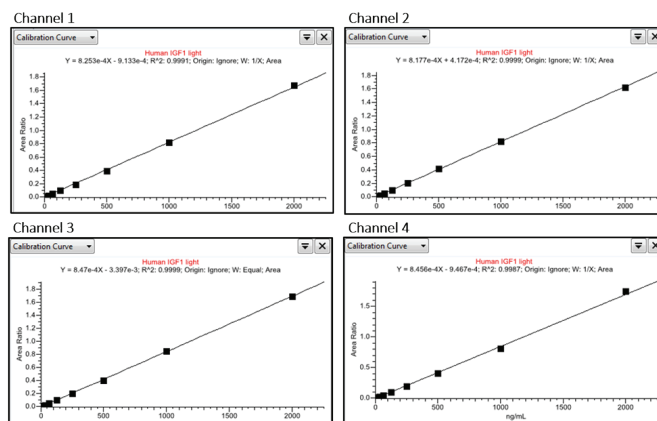 Channel 1
Calibration Curve
Human IGF1 light
Y = 8.253e-4X - 9.133e-4; R^2: 0.9991; Origin: Ignore; W: 1/X; Area
Area Ratio
1.8
1.6
1.4
1.2
1.0
0.8
0.6
0.4
0.2
0.0
0 500 1000 1500 2000
Channel 2
Calibration Curve
Human IGF1 light
Y = 8.177e-4X + 4.172e-4; R^2: 0.9999; Origin: Ignore; W: 1/X; Area
Area Ratio
1.8
1.6
1.4
1.2
1.0
0.8
0.6
0.4
0.2
0.0
0 500 1000 1500 2000
Channel 3
Calibration Curve
Human IGF1 light
Y = 8.47e-4X - 3.397e-3; R^2: 0.9999; Origin: Ignore; W: Equal; Area
Area Ratio
1.8
1.6
1.4
1.2
1.0
0.8
0.6
0.4
0.2
0.0
0 500 1000 1500 2000
Channel 4
Calibration Curve
Human IGF1 light
Y = 8.456e-4X - 9.467e-4; R^2: 0.9987; Origin: Ignore; W: 1/X; Area
Area Ratio
1.5
1.0
0.5
0.0
0 500 1000 1500 2000
ng/mL